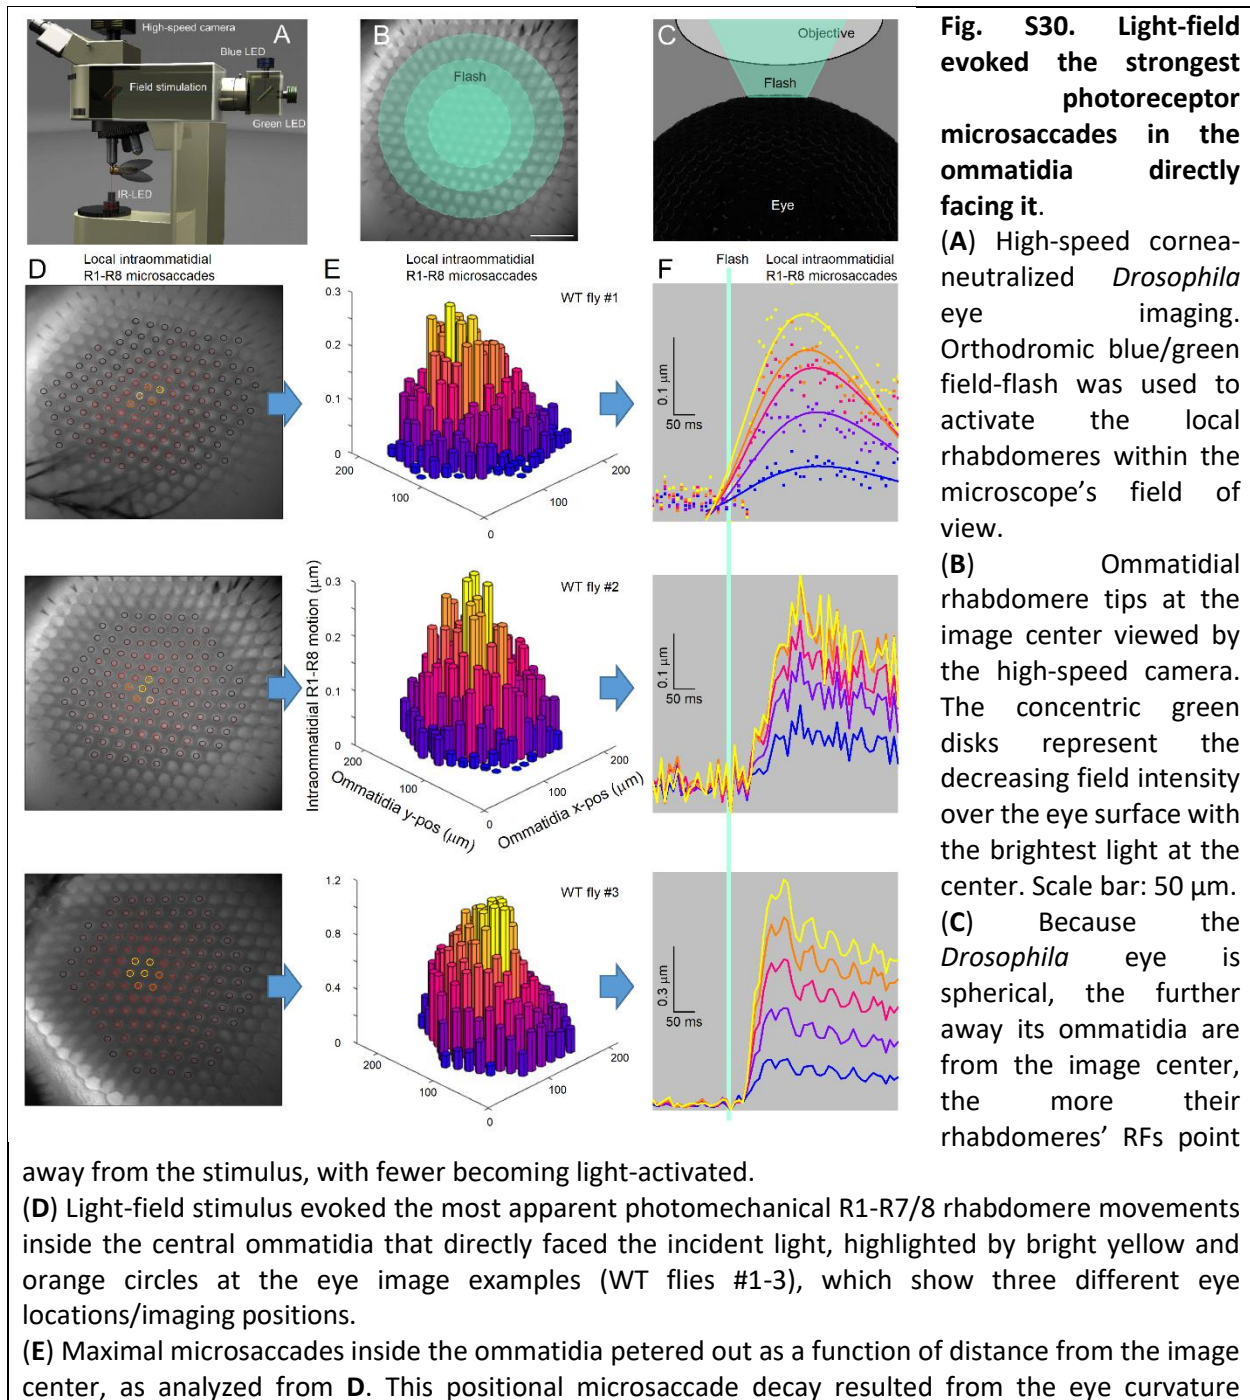 High-speed camera
A
Blue LED
Field stimulation
Green LED
IR-LED
B
Flash
C
Objective
Flash
Eye
D
Local intraommatidial
R1-R8 microsaccades
E
Local intraommatidial
R1-R8 microsaccades
Flash
F
Local intraommatidial
R1-R8 microsaccades
WT fly #1
0.3
0.2
0.1
0
200
100
0
100
200
0.1 μm
50 ms
WT fly #2
Intraommatidial R1-R8 motion (μm)
0.3
0.2
0.1
0
200
100
0
100
200
Ommatidia y-pos (μm)
Ommatidia x-pos (μm)
0.1 μm
50 ms
WT fly #3
1.2
0.8
0.4
0
200
100
0
100
200
0.3 μm
50 ms
Fig. S30. Light-field
evoked the strongest
photoreceptor
microsaccades in the
ommatidia directly
facing it.
(A) High-speed cornea-
neutralized Drosophila
eye imaging.
Orthodromic blue/green
field-flash was used to
activate the local
rhabdomeres within the
microscope's field of
view.
(B) Ommatidial
rhabdomere tips at the
image center viewed by
the high-speed camera.
The concentric green
disks represent the
decreasing field intensity
over the eye surface with
the brightest light at the
center. Scale bar: 50 μm.
(C) Because the
Drosophila eye is
spherical, the further
away its ommatidia are
from the image center,
the more their
rhabdomeres' RFs point
away from the stimulus, with fewer becoming light-activated.
(D) Light-field stimulus evoked the most apparent photomechanical R1-R7/8 rhabdomere movements
inside the central ommatidia that directly faced the incident light, highlighted by bright yellow and
orange circles at the eye image examples (WT flies #1-3), which show three different eye
locations/imaging positions.
(E) Maximal microsaccades inside the ommatidia petered out as a function of distance from the image
center, as analyzed from D. This positional microsaccade decay resulted from the eye curvature